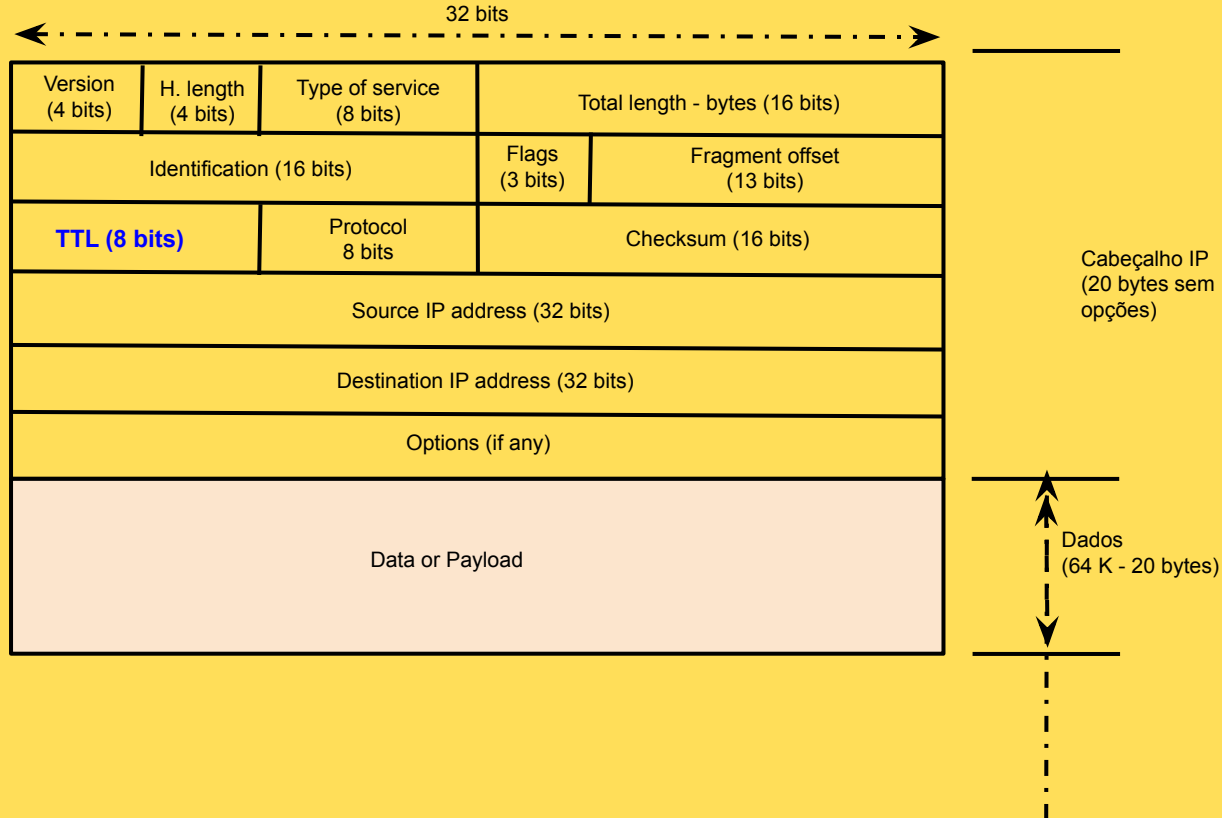 32 bits
Version
(4 bits)
H. length
(4 bits)
Type of service
(8 bits)
Total length - bytes (16 bits)
Identification (16 bits)
Flags
(3 bits)
Fragment offset
(13 bits)
TTL (8 bits)
Protocol
8 bits
Checksum (16 bits)
Source IP address (32 bits)
Destination IP address (32 bits)
Options (if any)
Cabeçalho IP
(20 bytes sem
opções)
Data or Payload
Dados
(64 K - 20 bytes)